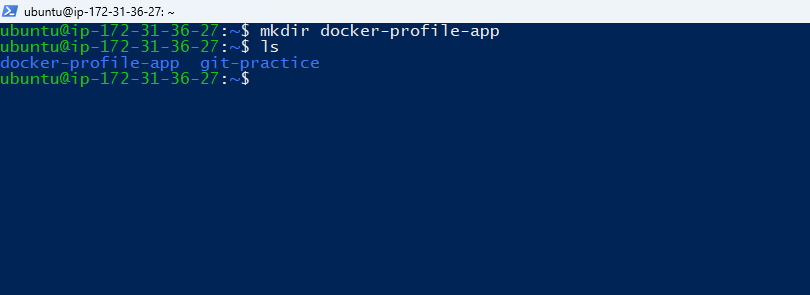 ubuntu@ip-172-31-36-27: ~
ubuntu@ip-172-31-36-27:~$ mkdir docker-profile-app
ubuntu@ip-172-31-36-27:~$ ls
docker-profile-app  git-practice
ubuntu@ip-172-31-36-27:~$